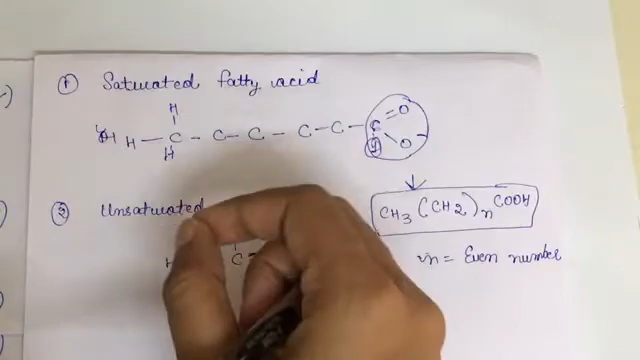 ① Saturated fatty acid
H
H — C — C — C — C — C — C = O
H
O
② Unsaturated
CH3 (CH2)n COOH
C =
n = Even number